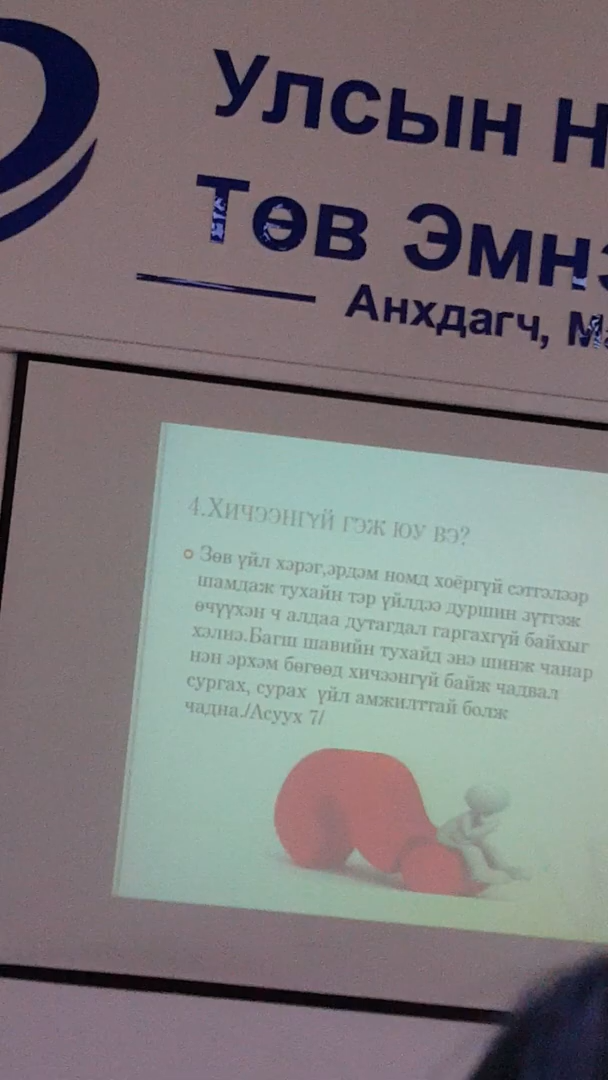 Улсын Н
Төв Эмнэ
Анхдагч, Ма
4.Хичээнгүй гэж юу вэ?
Зөв үйл хэрэг,эрдэм номд хоёргүй сэтгэлээр
шамдаж тухайн тэр үйлдээ дуршин зүтгэж
өчүүхэн ч алдаа дутагдал гаргахгүй байхыг
хэлнэ.Багш шавийн тухайд энэ шинж чанар
нэн эрхэм бөгөөд хичээнгүй байж чадвал
сургах, сурах үйл амжилттай болж
чадна./Асуух 7/